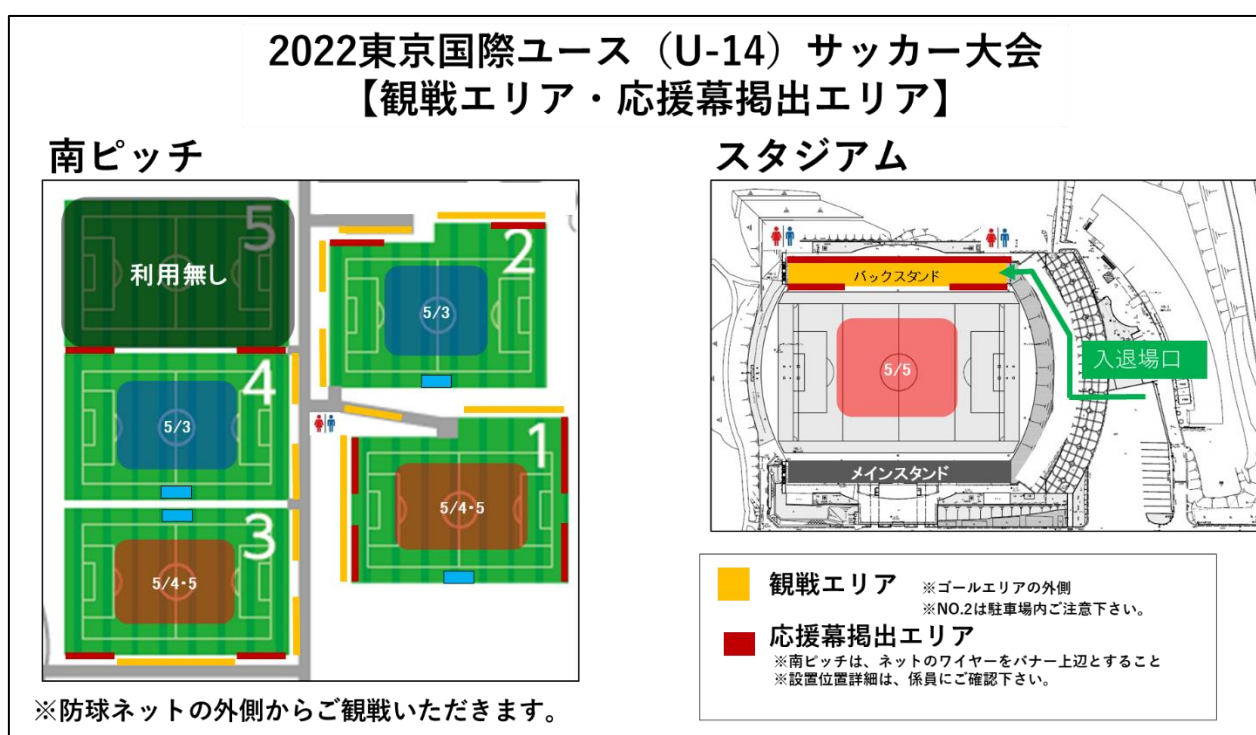 2022東京国際ユース（U-14）サッカー大会
【観戦エリア・応援幕掲出エリア】
南ピッチ
スタジアム
5
利用無し
2
5/3
4
5/3
1
5/4・5
3
5/4・5
※防球ネットの外側からご観戦いただきます。
バックスタンド
5/5
入退場口
メインスタンド
観戦エリア ※ゴールエリアの外側
※NO.2は駐車場内ご注意下さい。
応援幕掲出エリア
※南ピッチは、ネットのワイヤーをバナー上辺とすること
※設置位置詳細は、係員にご確認下さい。